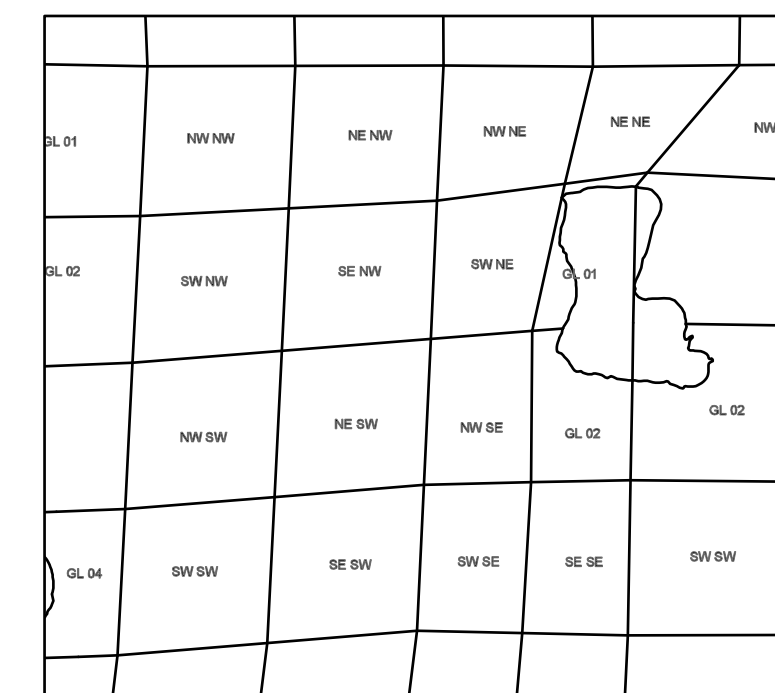 GL 01
NW NW
NE NW
NW NE
NE NE
NW
GL 02
SW NW
SE NW
SW NE
GL 01
NW SW
NE SW
NW SE
GL 02
GL 02
GL 04
SW SW
SE SW
SW SE
SE SE
SW SW